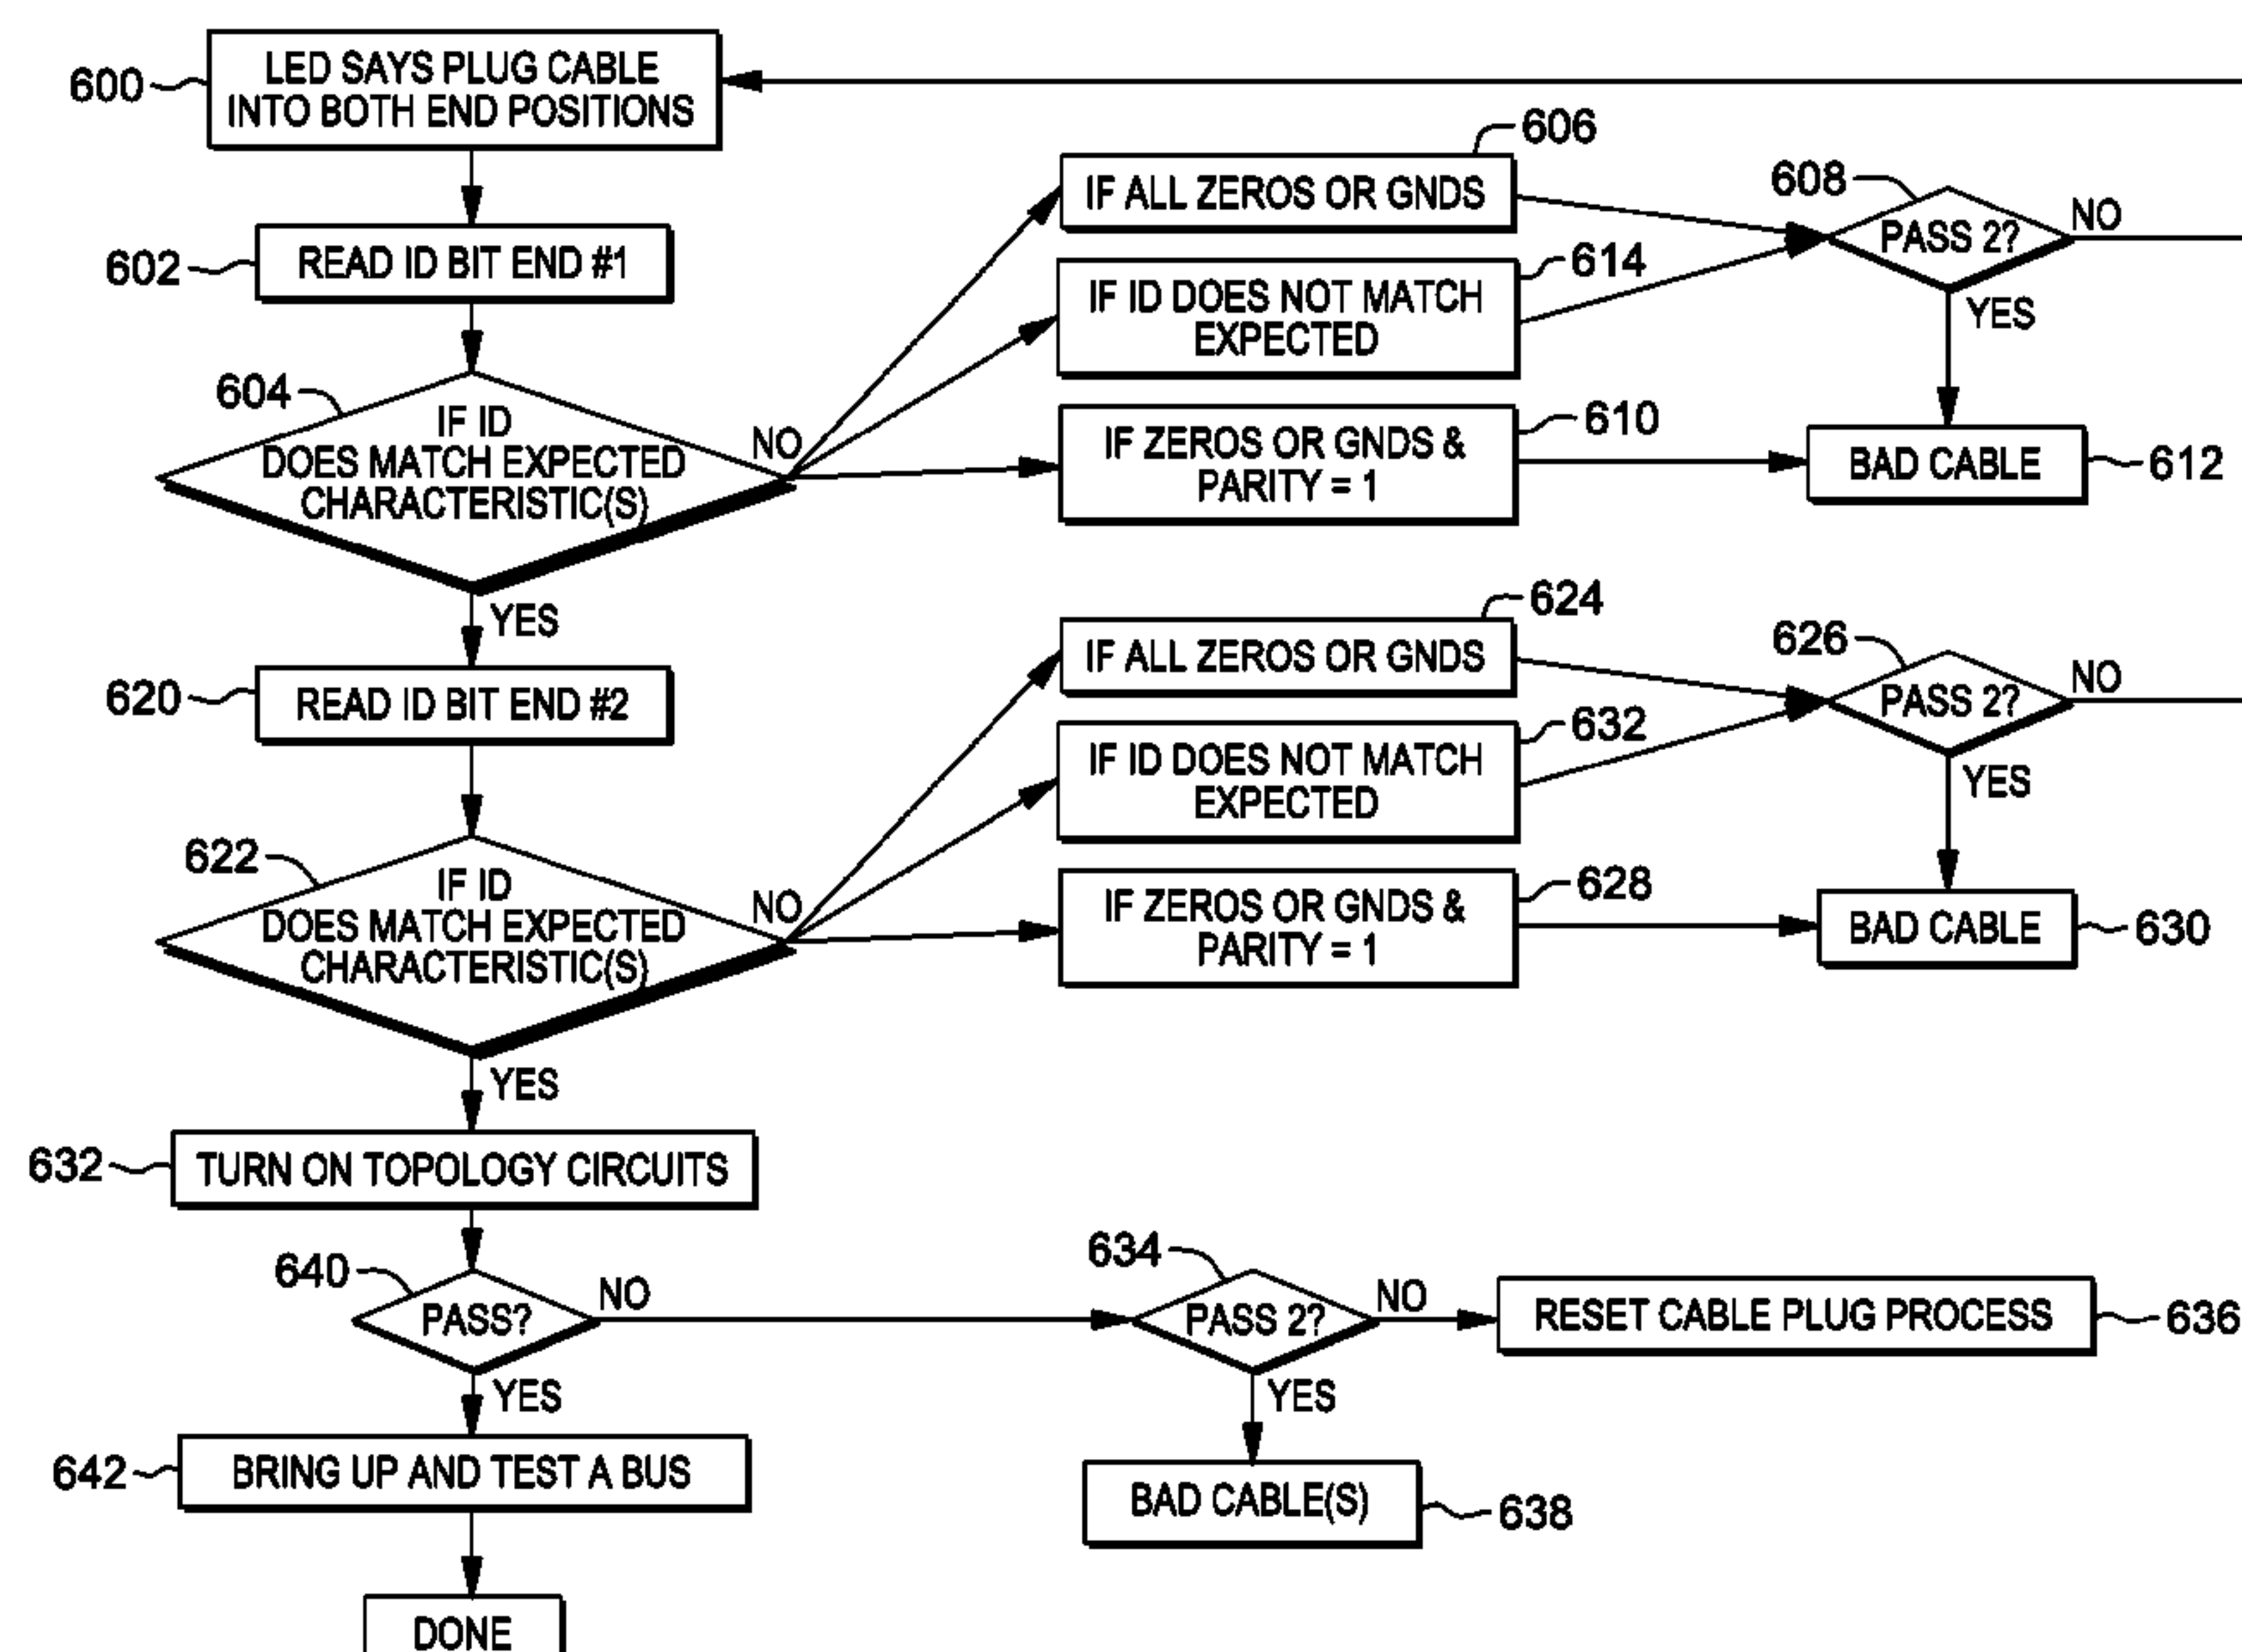 600
LED SAYS PLUG CABLE
INTO BOTH END POSITIONS
602
READ ID BIT END #1
604
IF ID
DOES MATCH EXPECTED
CHARACTERISTIC(S)
NO
YES
606
IF ALL ZEROS OR GNDS
614
IF ID DOES NOT MATCH
EXPECTED
610
IF ZEROS OR GNDS &
PARITY = 1
608
PASS 2?
NO
YES
BAD CABLE
612
620
READ ID BIT END #2
622
IF ID
DOES MATCH EXPECTED
CHARACTERISTIC(S)
NO
YES
624
IF ALL ZEROS OR GNDS
632
IF ID DOES NOT MATCH
EXPECTED
628
IF ZEROS OR GNDS &
PARITY = 1
626
PASS 2?
NO
YES
BAD CABLE
630
632
TURN ON TOPOLOGY CIRCUITS
640
PASS?
NO
YES
634
PASS 2?
NO
YES
RESET CABLE PLUG PROCESS
636
BAD CABLE(S)
638
642
BRING UP AND TEST A BUS
DONE